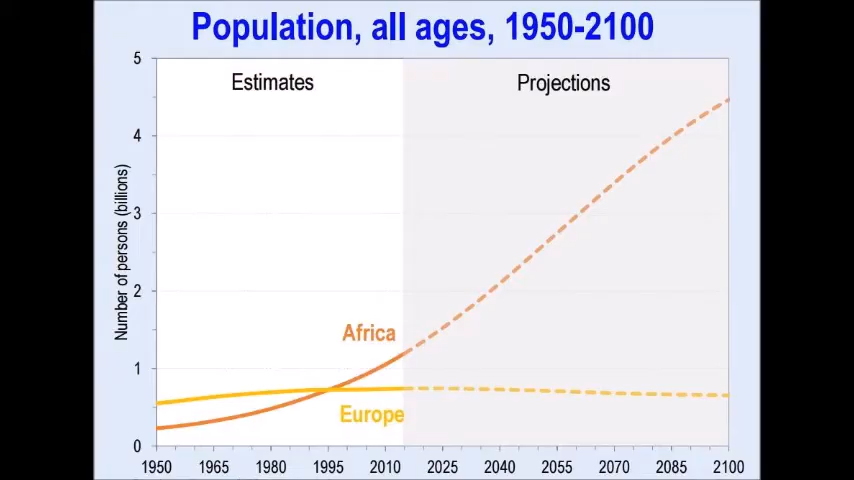 Population, all ages, 1950-2100
Estimates
Projections
Number of persons (billions)
5
4
3
2
1
0
Africa
Europe
1950 1965 1980 1995 2010 2025 2040 2055 2070 2085 2100